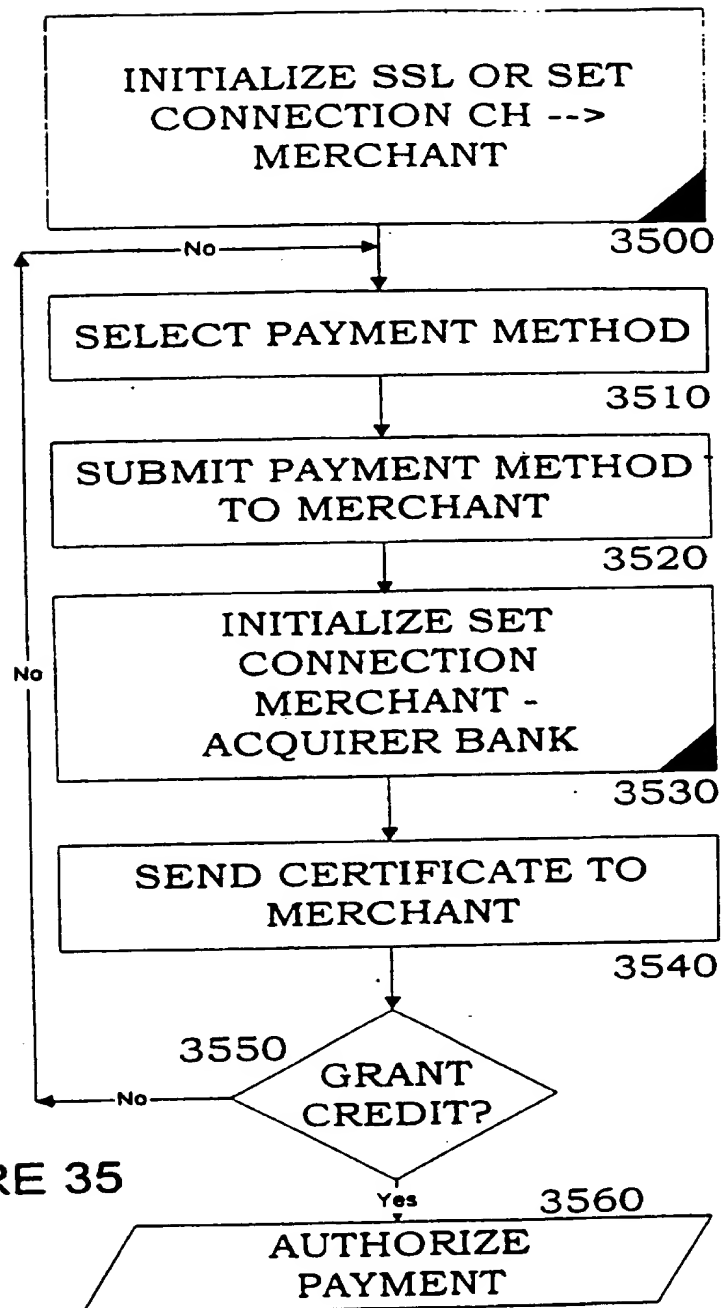 INITIALIZE SSL OR SET
CONNECTION CH -->
MERCHANT
3500
No
SELECT PAYMENT METHOD
3510
SUBMIT PAYMENT METHOD
TO MERCHANT
3520
No
INITIALIZE SET
CONNECTION
MERCHANT -
ACQUIRER BANK
3530
SEND CERTIFICATE TO
MERCHANT
3540
3550
GRANT
CREDIT?
No
RE 35
Yes
3560
AUTHORIZE
PAYMENT